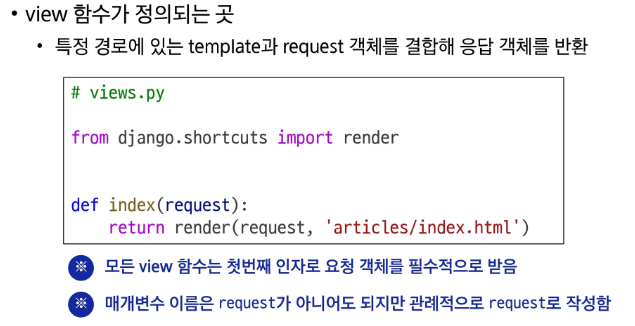 • view 함수가 정의되는 곳
• 특정 경로에 있는 template과 request 객체를 결합해 응답 객체를 반환
# views.py
from django.shortcuts import render
def index(request):
    return render(request, 'articles/index.html')
※ 모든 view 함수는 첫번째 인자로 요청 객체를 필수적으로 받음
※ 매개변수 이름은 request가 아니어도 되지만 관례적으로 request로 작성함